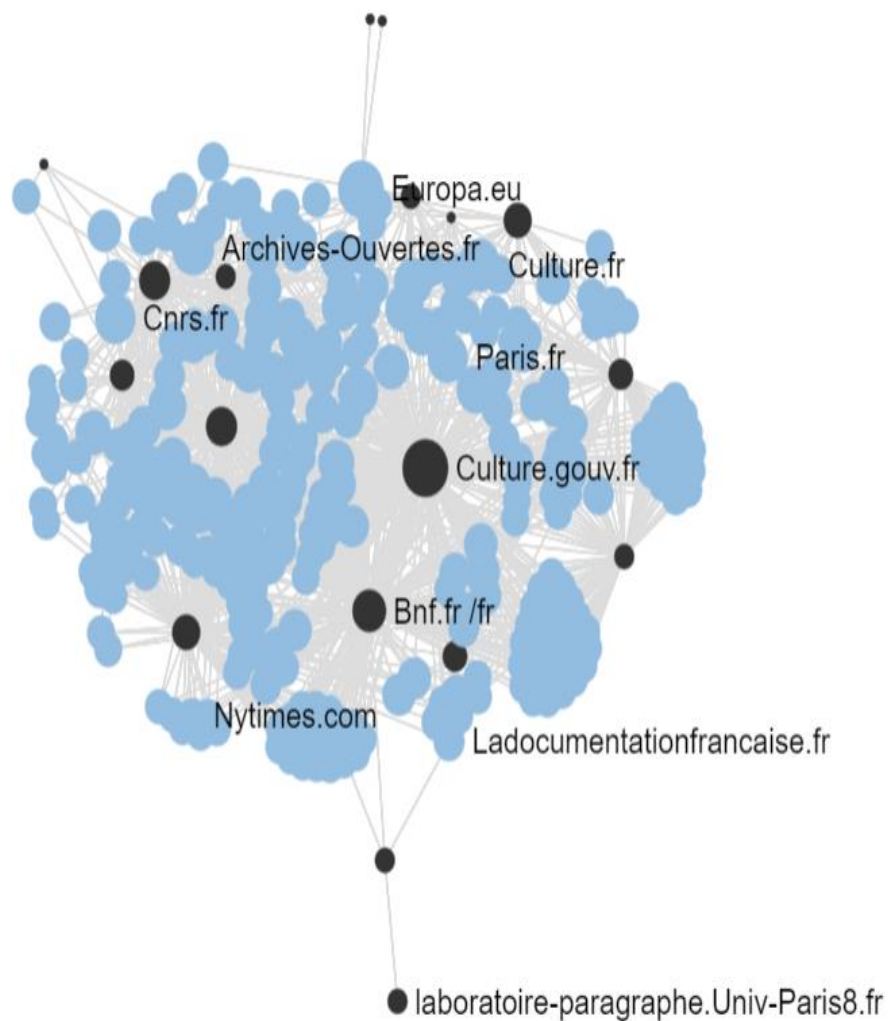 Europa.eu
Archives-Ouvertes.fr
Culture.fr
Cnrs.fr
Paris.fr
Culture.gouv.fr
Bnf.fr /fr
Nytimes.com
Ladocumentationfrancaise.fr
laboratoire-paragraphe.Univ-Paris8.fr